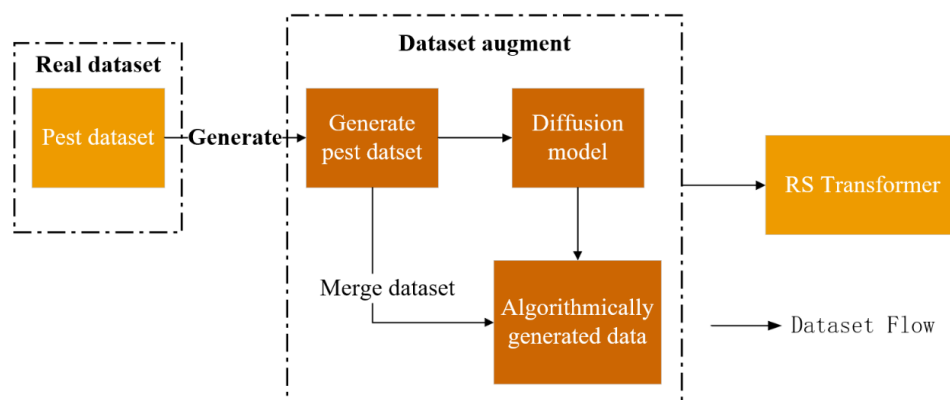 Real dataset
Pest dataset
Generate
Dataset augment
Generate
pest datset
Diffusion
model
Merge dataset
Algorithmically
generated data
RS Transformer
Dataset Flow